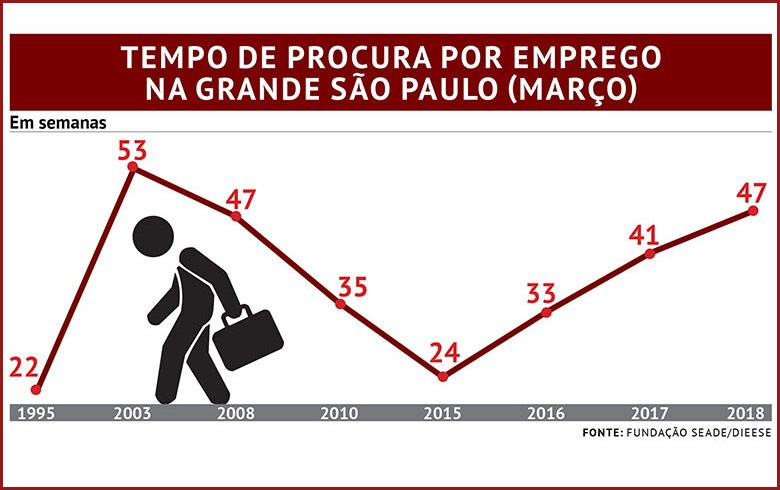 TEMPO DE PROCURA POR EMPREGO
NA GRANDE SÃO PAULO (MARÇO)
Em semanas
53
47
47
41
35
33
24
22
1995 2003 2008 2010 2015 2016 2017 2018
FONTE: FUNDAÇÃO SEADE/DIEESE